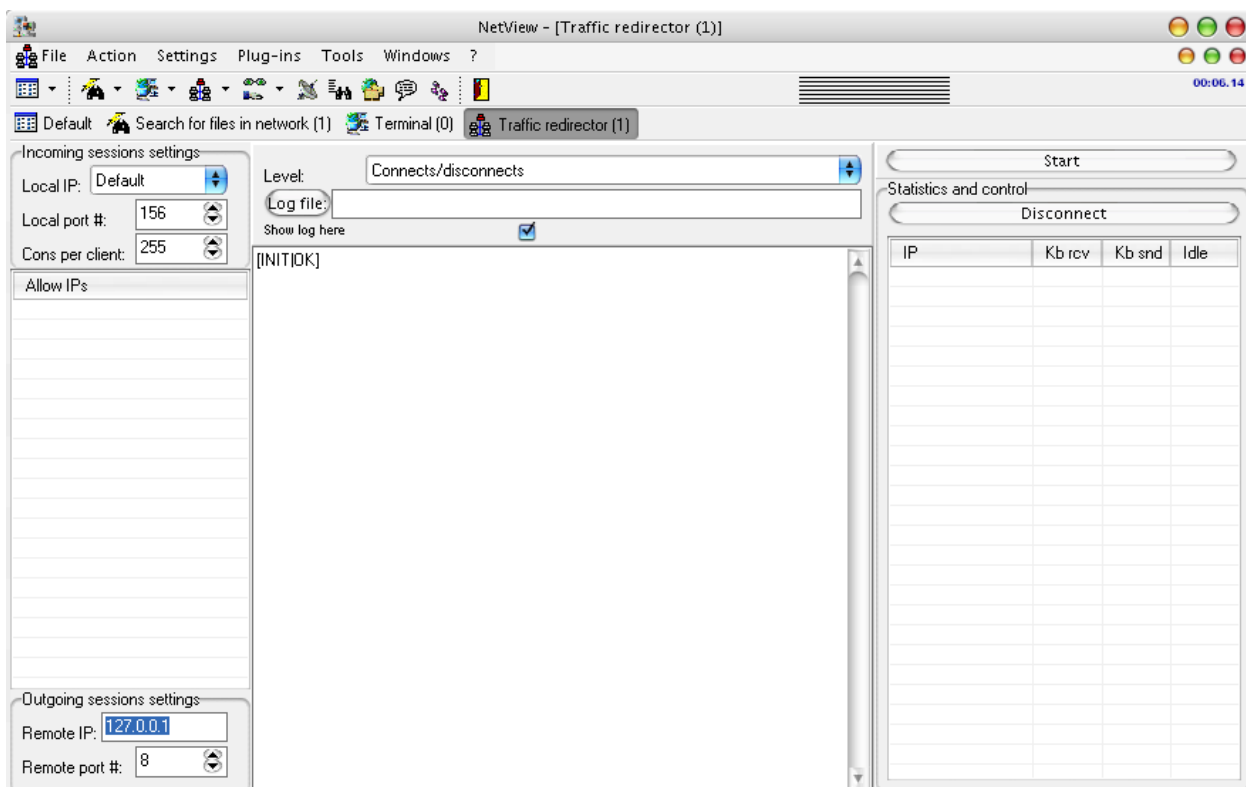 NetView - [Traffic redirector (1)]
File Action Settings Plug-ins Tools Windows ?
00:06.14
Default Search for files in network (1) Terminal (0) Traffic redirector (1)
Incoming sessions settings
Local IP: Default
Local port #: 156
Cons per client: 255
Allow IPs
Outgoing sessions settings
Remote IP: 127.0.0.1
Remote port #: 8
Level: Connects/disconnects
Log file:
Show log here
[INIT|OK]
Start
Statistics and control
Disconnect
IP Kb rcv Kb snd Idle